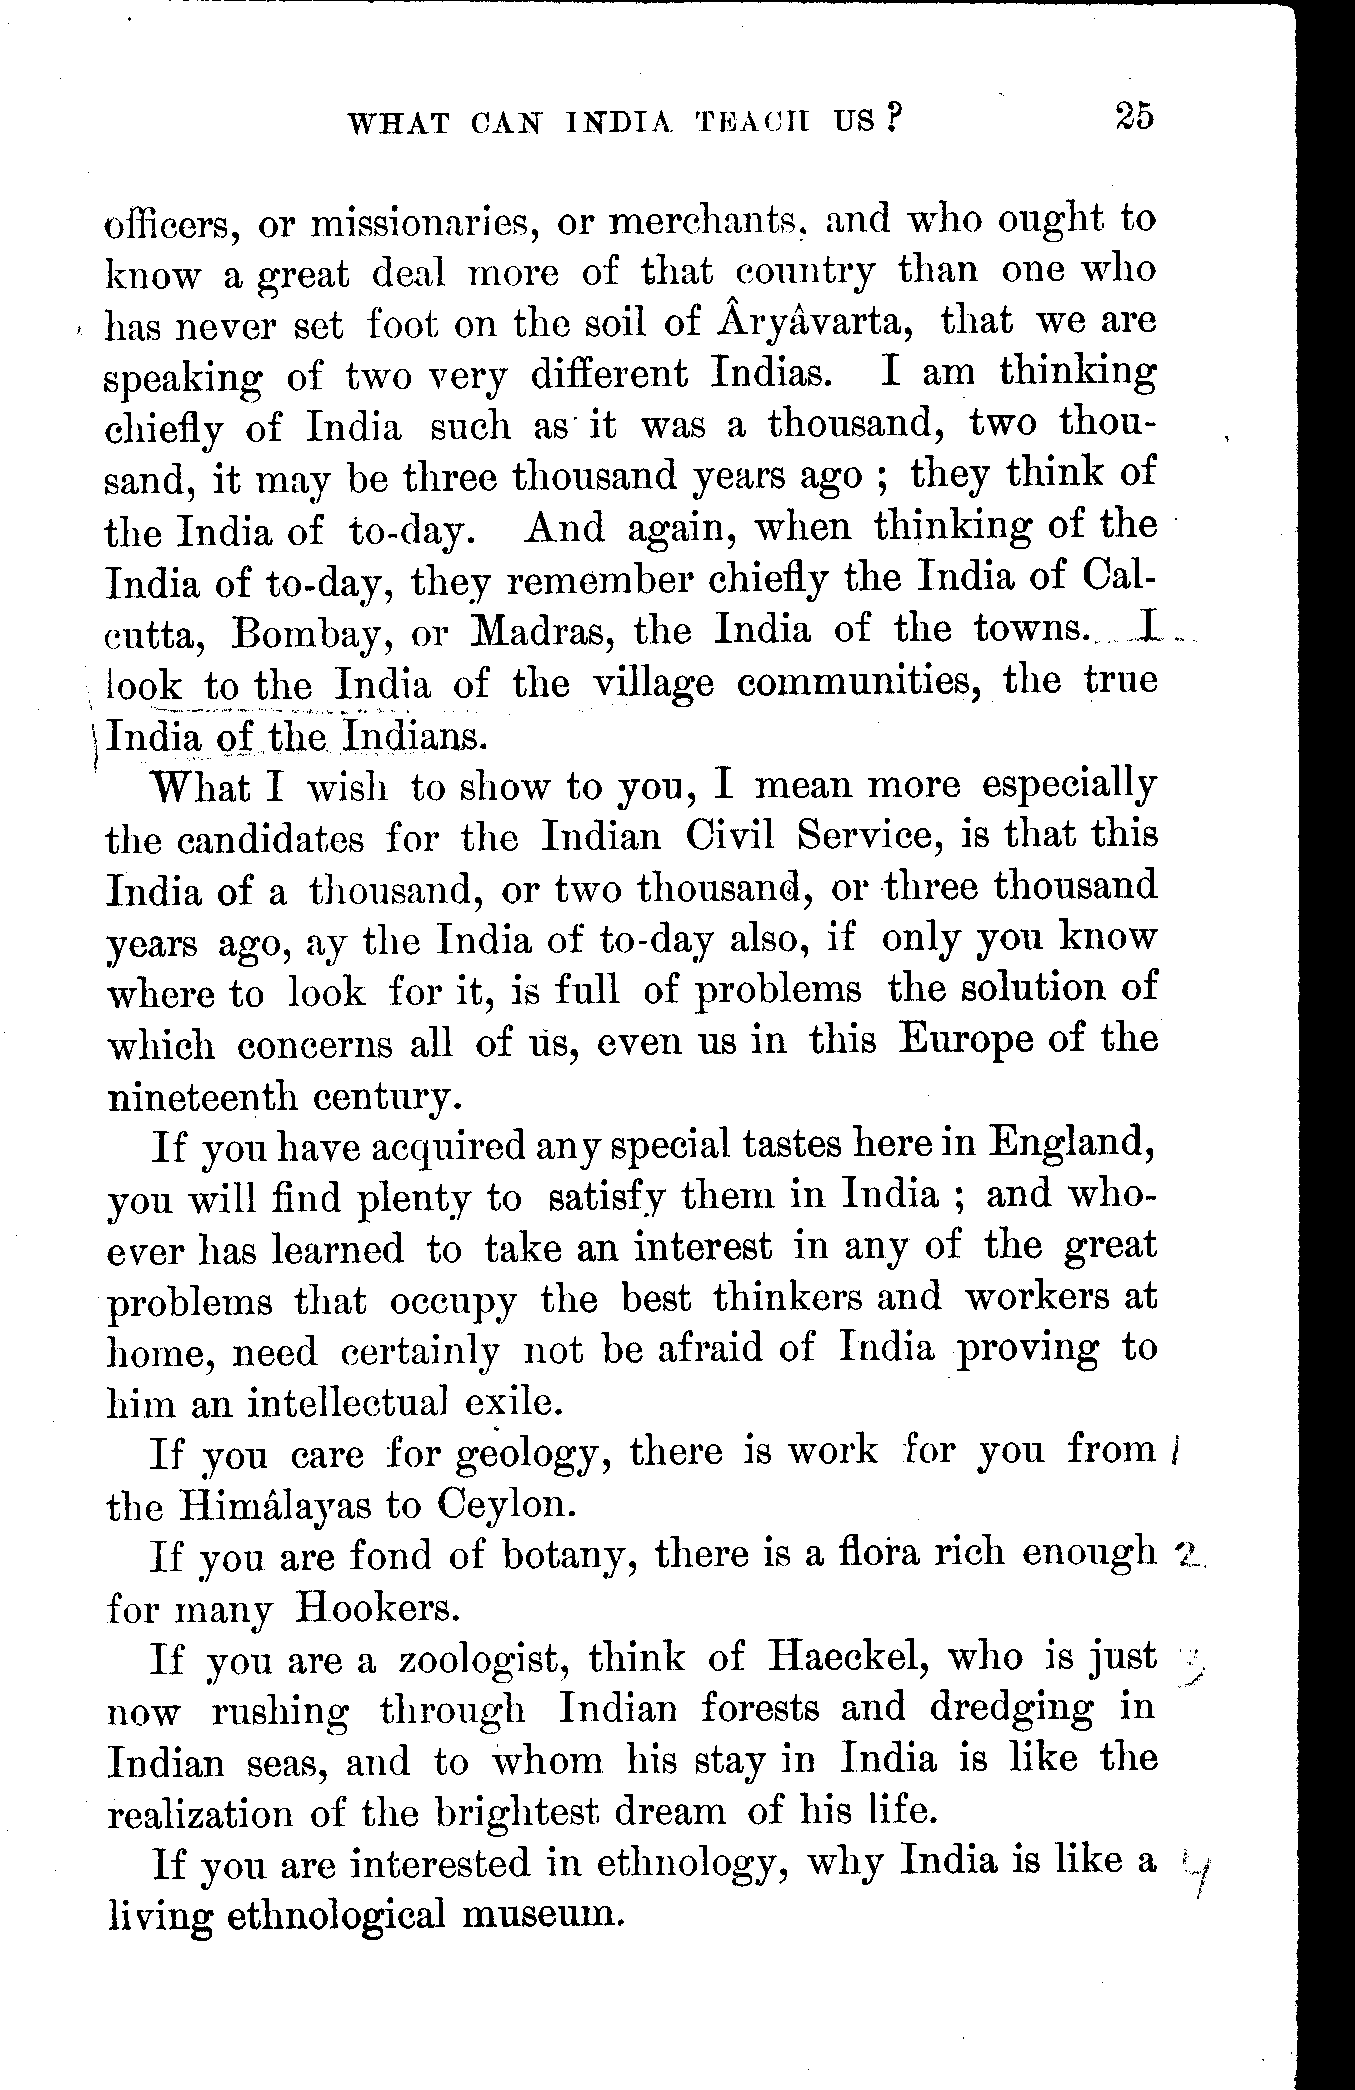 WHAT CAN INDIA TEACH US ? 25
officers, or missionaries, or merchants, and who ought to
know a great deal more of that country than one who
has never set foot on the soil of Âryâvarta, that we are
speaking of two very different Indias. I am thinking
chiefly of India such as it was a thousand, two thou-
sand, it may be three thousand years ago ; they think of
the India of to-day. And again, when thinking of the
India of to-day, they remember chiefly the India of Cal-
cutta, Bombay, or Madras, the India of the towns. I
look to the India of the village communities, the true
India of the Indians.
What I wish to show to you, I mean more especially
the candidates for the Indian Civil Service, is that this
India of a thousand, or two thousand, or three thousand
years ago, ay the India of to-day also, if only you know
where to look for it, is full of problems the solution of
which concerns all of us, even us in this Europe of the
nineteenth century.
If you have acquired any special tastes here in England,
you will find plenty to satisfy them in India ; and who-
ever has learned to take an interest in any of the great
problems that occupy the best thinkers and workers at
home, need certainly not be afraid of India proving to
him an intellectual exile.
If you care for geology, there is work for you from 1
the Himâlayas to Ceylon.
If you are fond of botany, there is a flora rich enough 2.
for many Hookers.
If you are a zoologist, think of Haeckel, who is just 3
now rushing through Indian forests and dredging in
Indian seas, and to whom his stay in India is like the
realization of the brightest dream of his life.
If you are interested in ethnology, why India is like a 4
living ethnological museum.